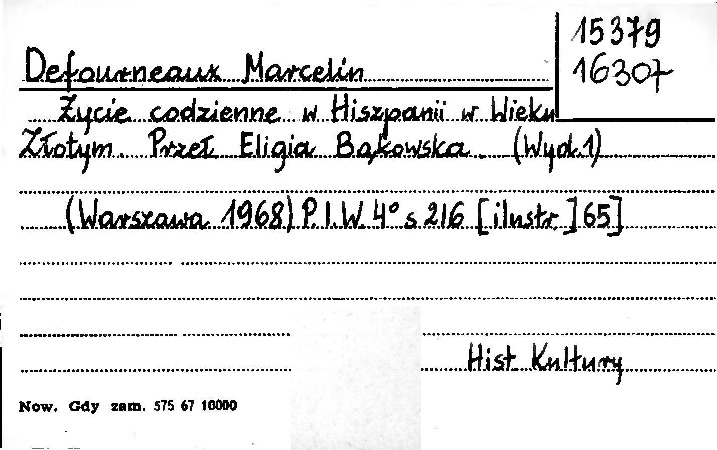 15379
16307
Defourneaux Marcelin
Życie codzienne w Hiszpanii w Wieku
Złotym. Przeł Eligia Bąkowska. (Wyd.1)
(Warszawa 1968) P.I.W. 4° s 216 [ilustr.] 65]
Hist Kultury
Now. Gdy zam. 575 67 10000